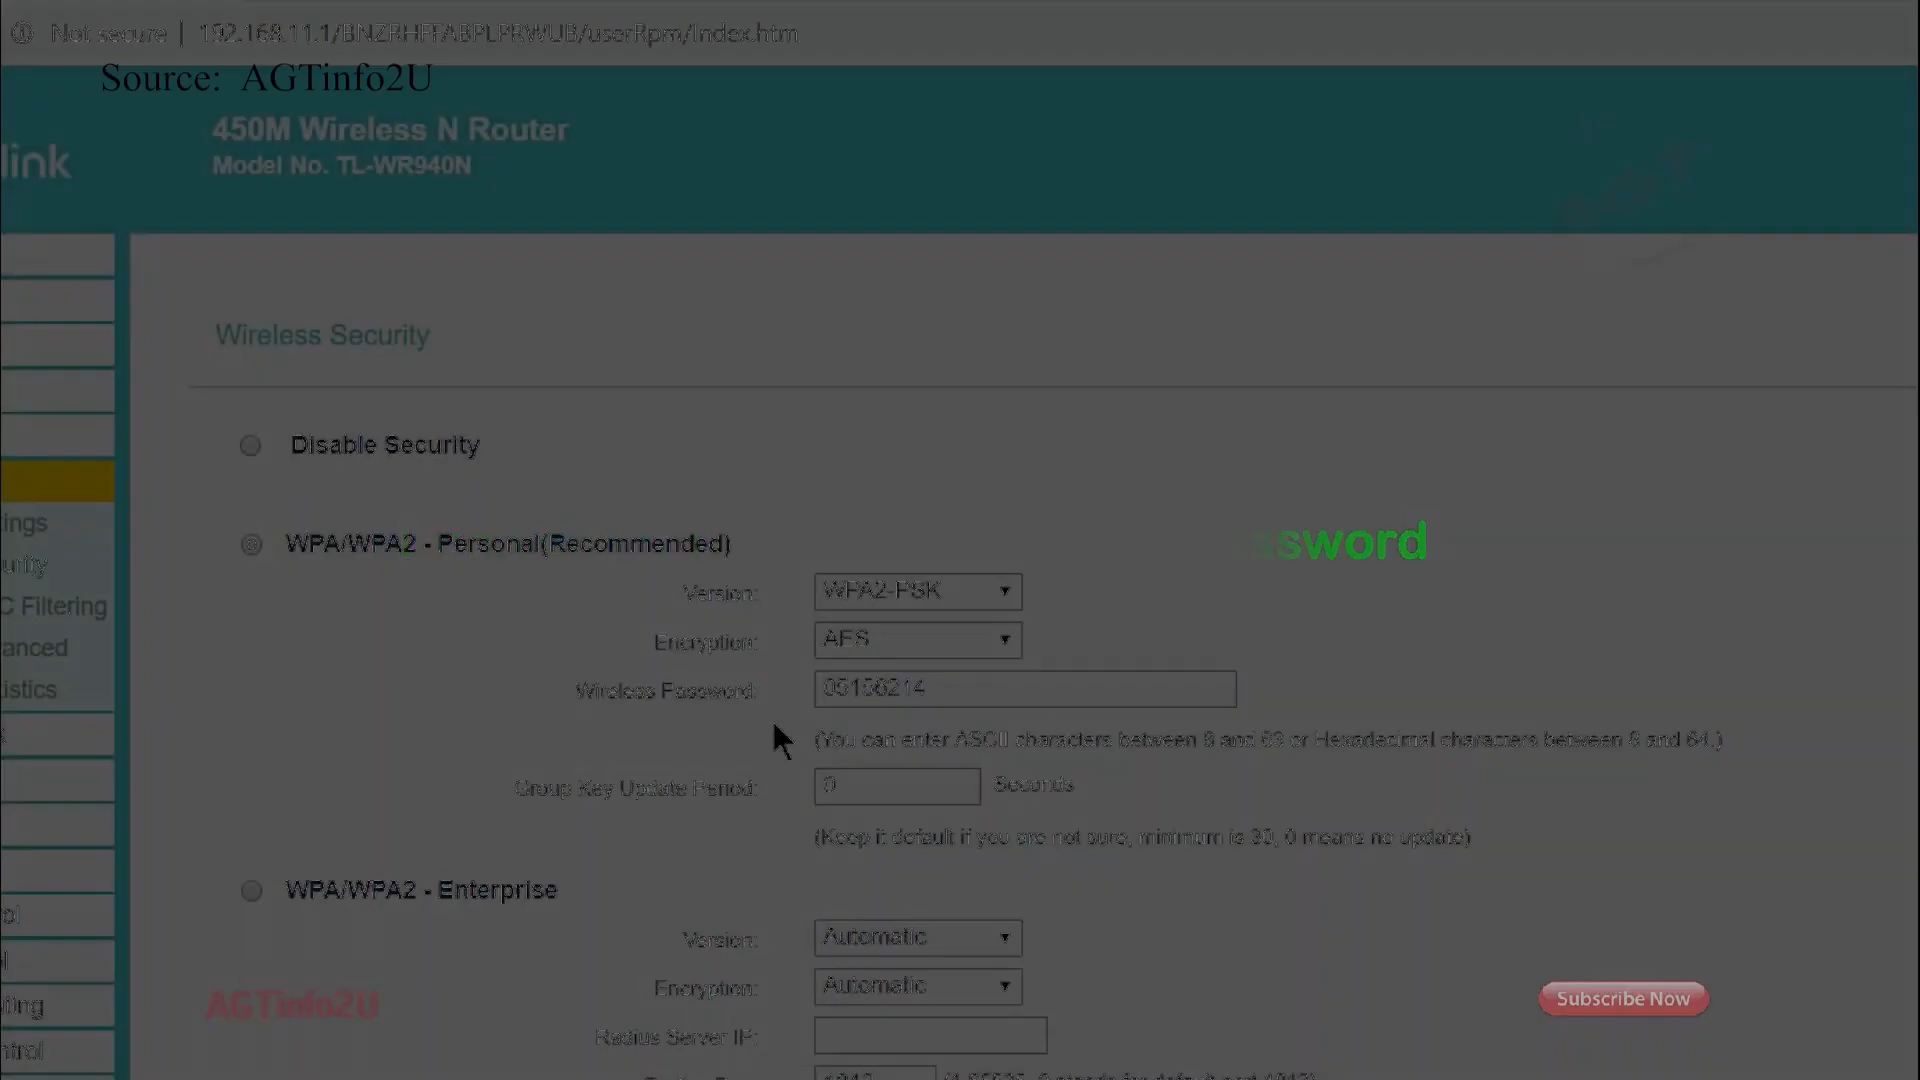 Not secure | 192.168.11.1/BNZRHFFABPLPRWUB/userRpm/Index.htm
Source: AGTinfo2U
450M Wireless N Router
link
Model No. TL-WR940N
Wireless Security
Disable Security
WPA/WPA2 - Personal(Recommended)
sword
Version: WPA2-PSK
Encryption: AES
Wireless Password:
(You can enter ASCII characters between 8 and 63 or Hexadecimal characters between 8 and 64.)
Group Key Update Period: 0 Seconds
(Keep it default if you are not sure, minimum is 30, 0 means no update)
WPA/WPA2 - Enterprise
Version: Automatic
Encryption: Automatic
Radius Server IP:
tings
urity
C Filtering
anced
istics
ol
ntrol
AGTinfo2U
Subscribe Now